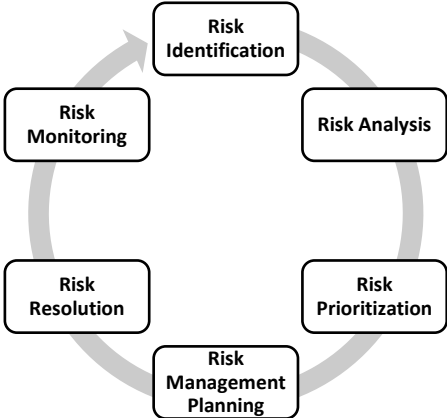 Risk
Identification
Risk Analysis
Risk
Prioritization
Risk
Management
Planning
Risk
Resolution
Risk
Monitoring